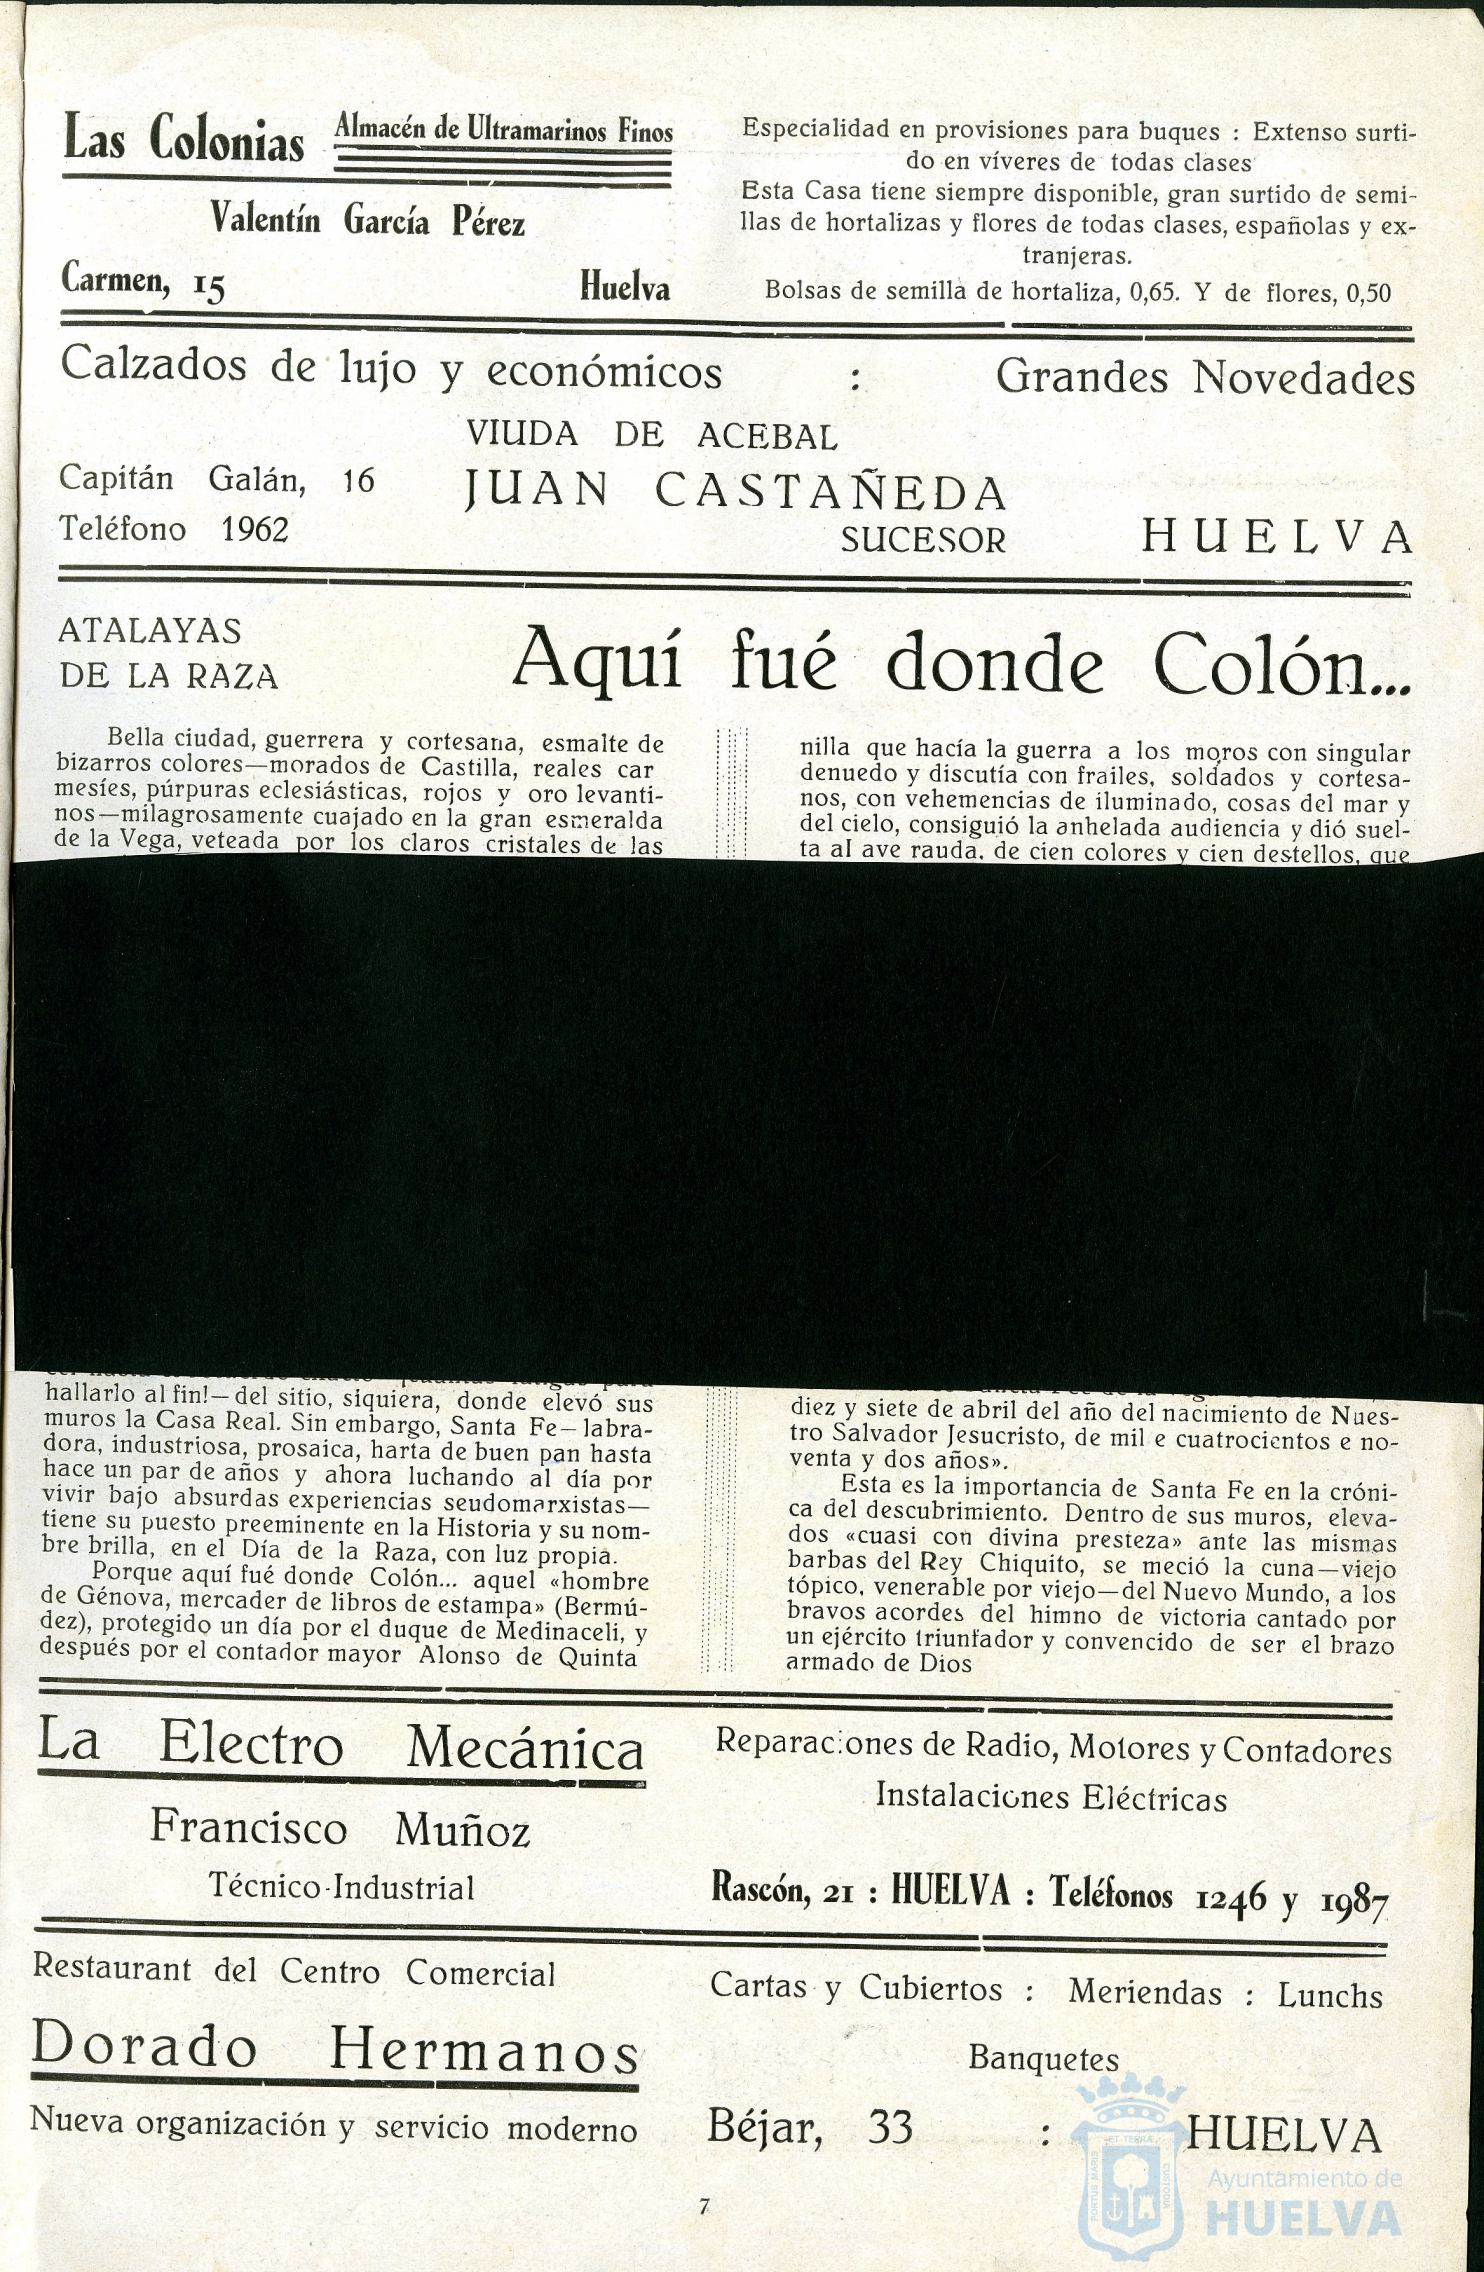 Las Colonias
Almacén de Ultramarinos Finos
Valentín García Pérez
Carmen, 15
Huelva
Especialidad en provisiones para buques : Extenso surti-
do en víveres de todas clases
Esta Casa tiene siempre disponible, gran surtido de semi-
llas de hortalizas y flores de todas clases, españolas y ex-
tranjeras.
Bolsas de semilla de hortaliza, 0,65. Y de flores, 0,50
Calzados de lujo y económicos : Grandes Novedades
VIUDA DE ACEBAL
Capitán Galán, 16
JUAN CASTAÑEDA
Teléfono 1962
SUCESOR
HUELVA
ATALAYAS
DE LA RAZA
Aquí fué donde Colón...
Bella ciudad, guerrera y cortesana, esmalte de
bizarros colores—morados de Castilla, reales car
mesíes, púrpuras eclesiásticas, rojos y oro levanti-
nos—milagrosamente cuajado en la gran esmeralda
de la Vega, veteada por los claros cristales de las
hallarlo al fin!—del sitio, siquiera, donde elevó sus
muros la Casa Real. Sin embargo, Santa Fe—labra-
dora, industriosa, prosaica, harta de buen pan hasta
hace un par de años y ahora luchando al día por
vivir bajo absurdas experiencias seudomarxistas—
tiene su puesto preeminente en la Historia y su nom-
bre brilla, en el Día de la Raza, con luz propia.
Porque aquí fué donde Colón... aquel «hombre
de Génova, mercader de libros de estampa» (Bermú-
dez), protegido un día por el duque de Medinaceli, y
después por el contador mayor Alonso de Quinta
nilla que hacía la guerra a los moros con singular
denuedo y discutía con frailes, soldados y cortesa-
nos, con vehemencias de iluminado, cosas del mar y
del cielo, consiguió la anhelada audiencia y dió suel-
ta al ave rauda, de cien colores y cien destellos, que
diez y siete de abril del año del nacimiento de Nues-
tro Salvador Jesucristo, de mil e cuatrocientos e no-
venta y dos años».
Esta es la importancia de Santa Fe en la cróni-
ca del descubrimiento. Dentro de sus muros, eleva-
dos «cuasi con divina presteza» ante las mismas
barbas del Rey Chiquito, se meció la cuna—viejo
tópico, venerable por viejo—del Nuevo Mundo, a los
bravos acordes del himno de victoria cantado por
un ejército triunfador y convencido de ser el brazo
armado de Dios
La Electro Mecánica
Francisco Muñoz
Técnico-Industrial
Reparaciones de Radio, Motores y Contadores
Instalaciones Eléctricas
Rascón, 21 : HUELVA : Teléfonos 1246 y 1987
Restaurant del Centro Comercial
Dorado Hermanos
Nueva organización y servicio moderno
Cartas y Cubiertos : Meriendas : Lunchs
Banquetes
Béjar, 33 : HUELVA
7
ET TERRÆ
PORTUS MARIS
CUSTODIA
Ayuntamiento de
HUELVA